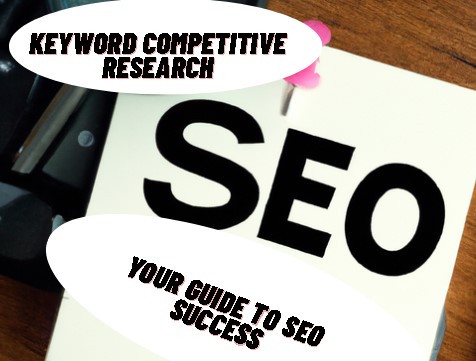 KEYWORD COMPETITIVE
RESEARCH
SEO
YOUR GUIDE TO SEO
SUCCESS